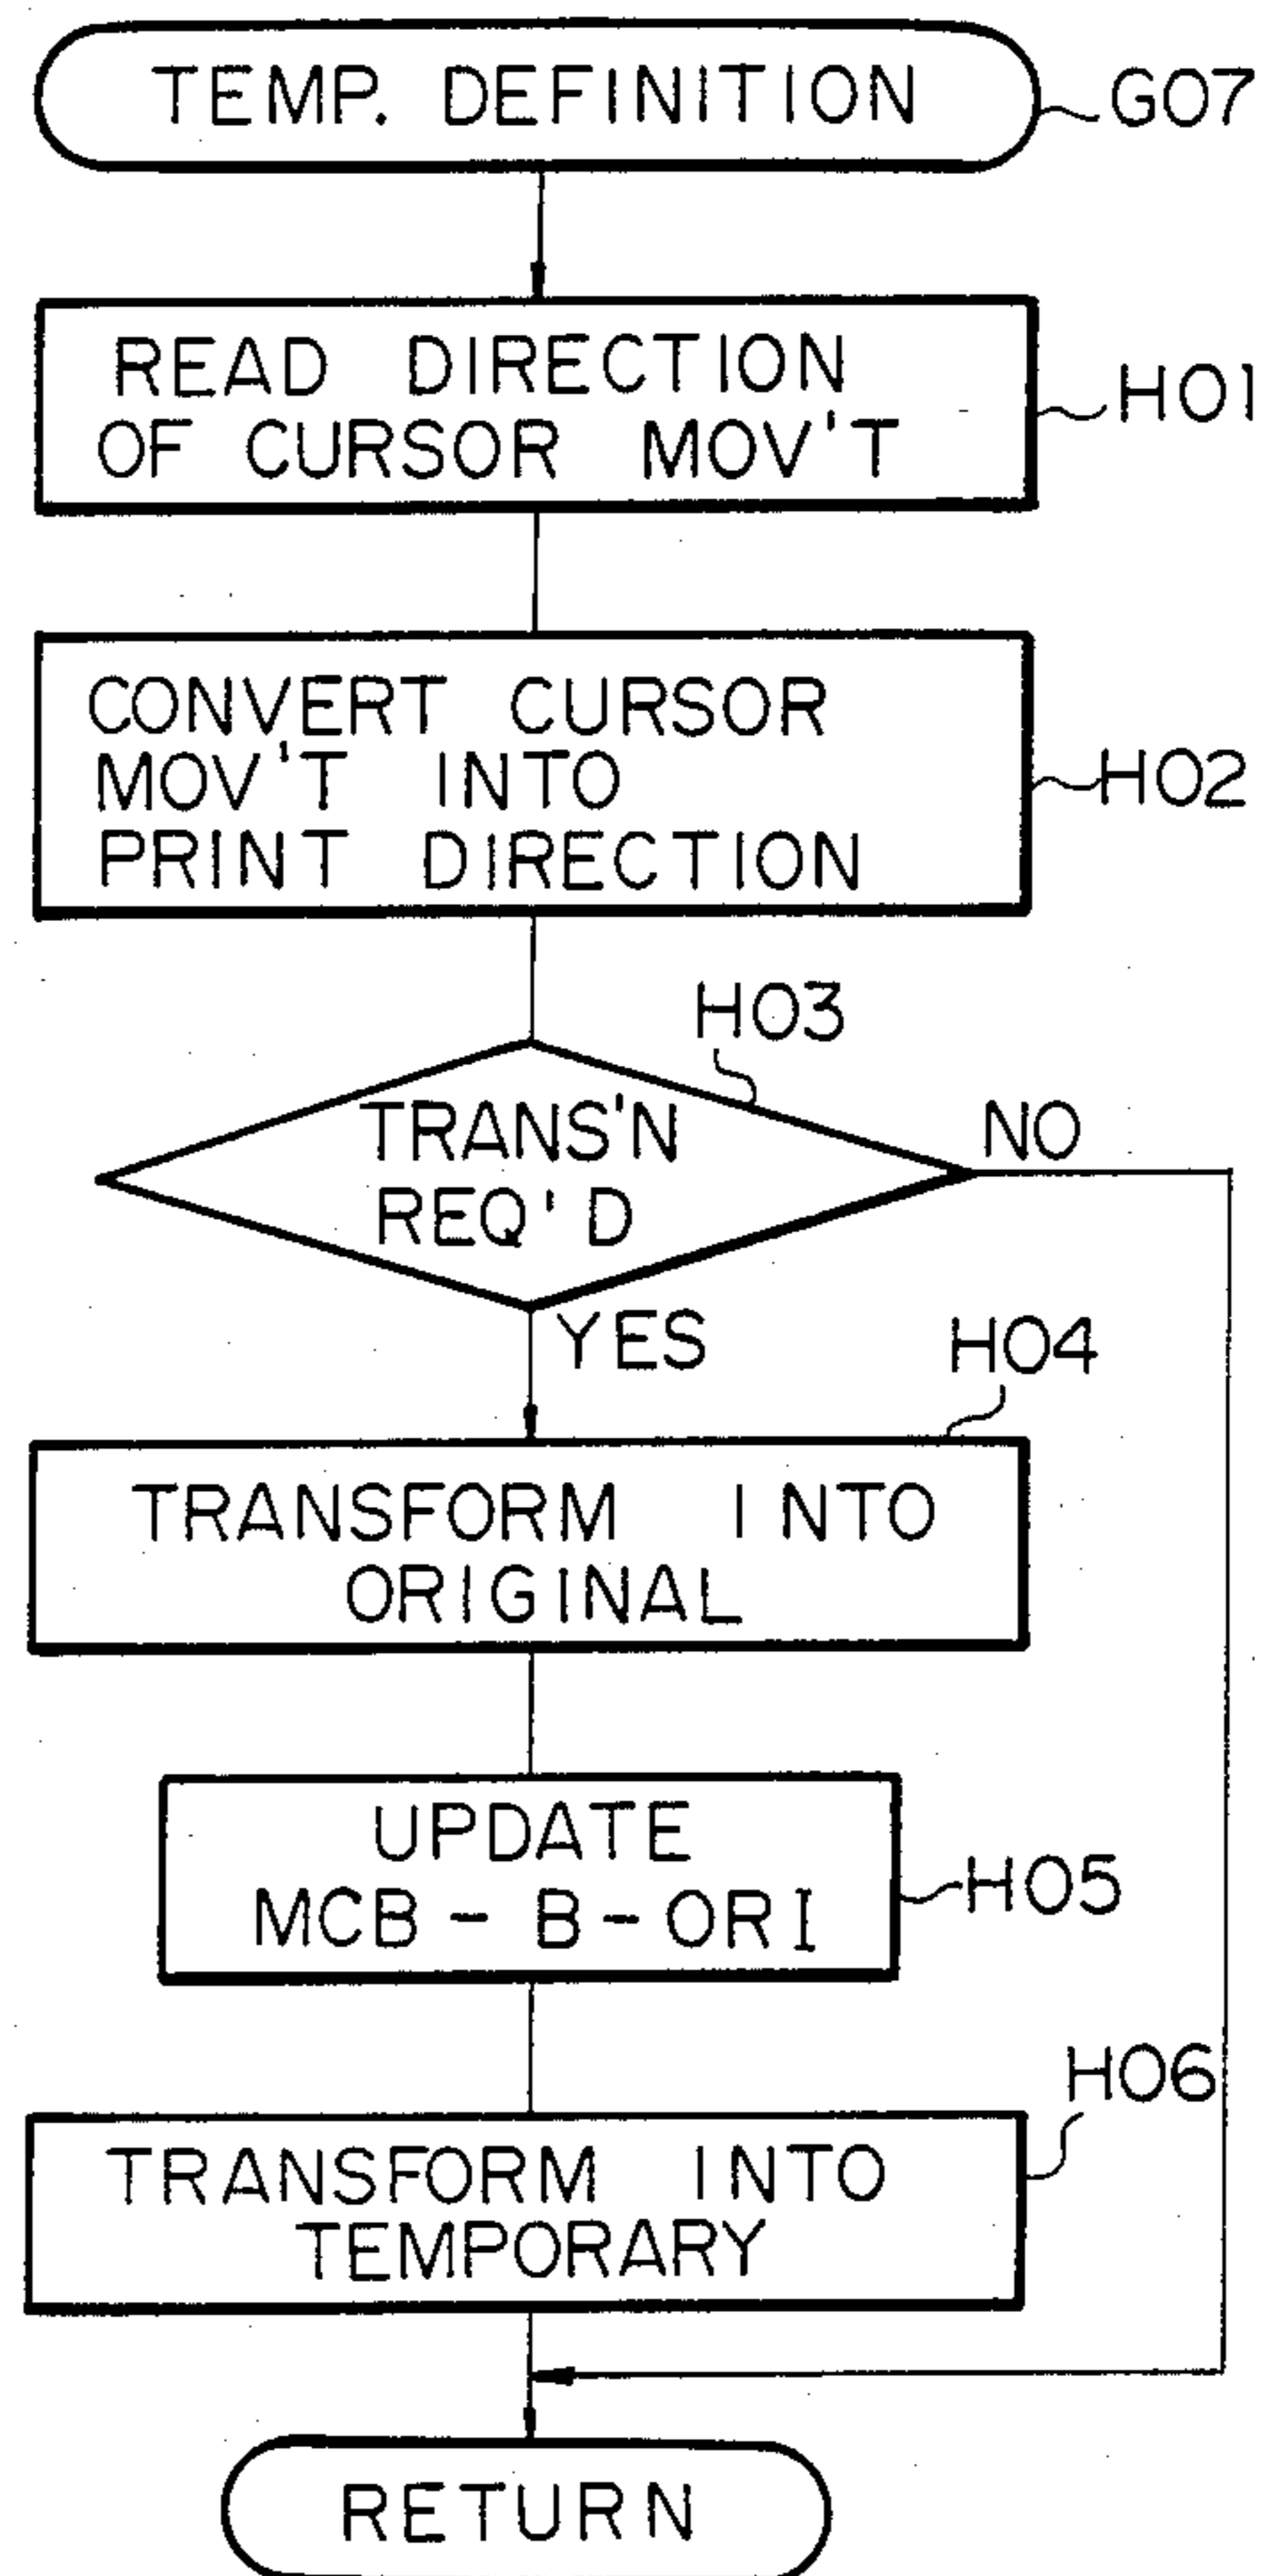 TEMP. DEFINITION
G07
READ DIRECTION
OF CURSOR MOV'T
H01
CONVERT CURSOR
MOV'T INTO
PRINT DIRECTION
H02
H03
TRANS'N
REQ'D
NO
YES
H04
TRANSFORM INTO
ORIGINAL
UPDATE
MCB-B-ORI
H05
H06
TRANSFORM INTO
TEMPORARY
RETURN